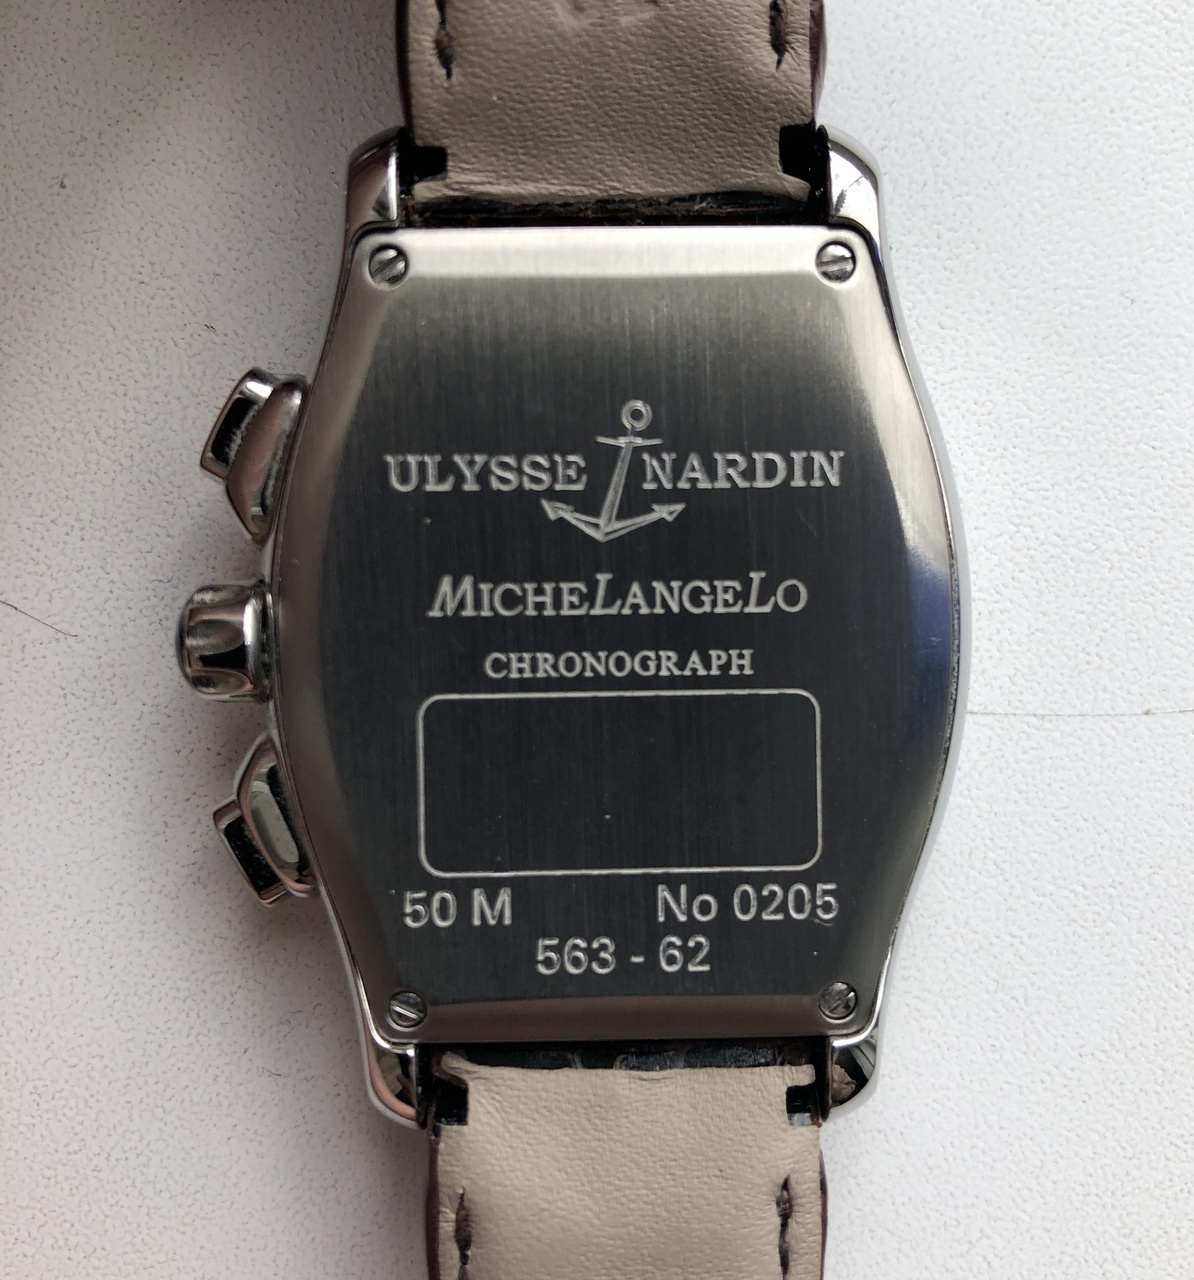 ULYSSE NARDIN
MICHELANGELO
CHRONOGRAPH
50 M No 0205
563 - 62